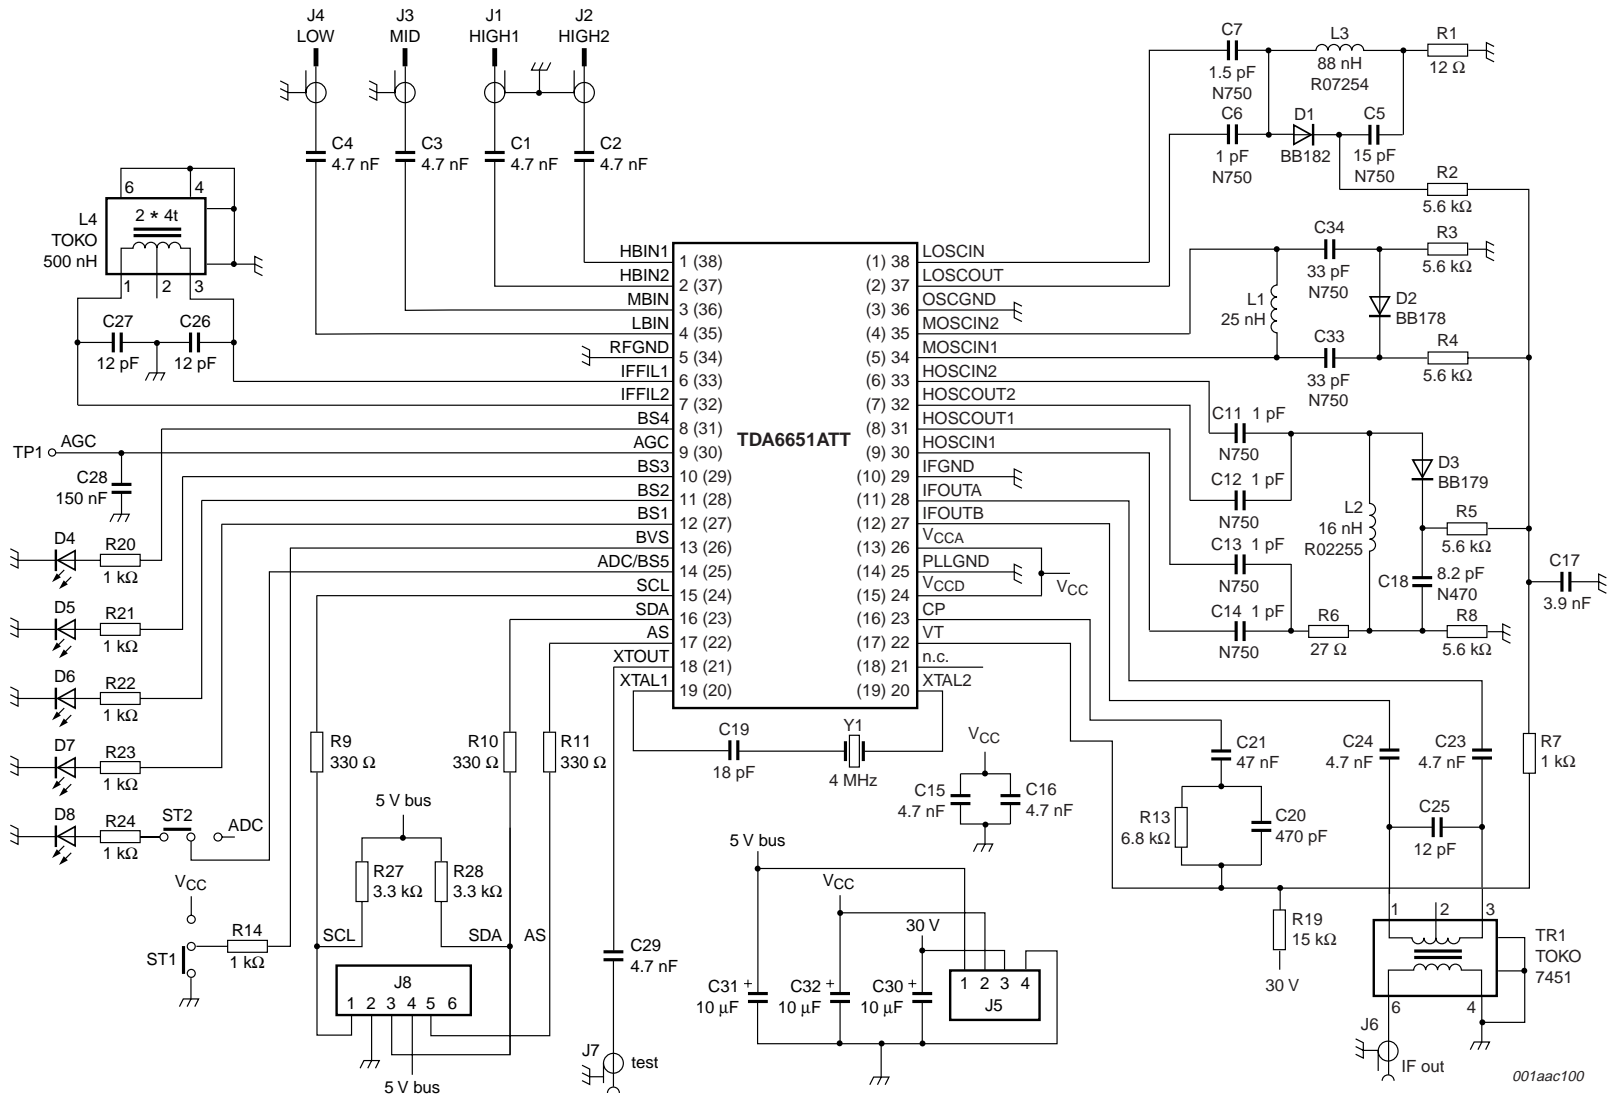 J4
LOW
J3
MID
J1
HIGH1
J2
HIGH2
C7
1.5 pF
N750
L3
88 nH
R07254
R1
12 Ω
C6
1 pF
N750
D1
BB182
C5
15 pF
N750
R2
5.6 kΩ
C4
4.7 nF
C3
4.7 nF
C1
4.7 nF
C2
4.7 nF
6
4
L4
TOKO
500 nH
2 * 4t
1
2
3
C27
12 pF
C26
12 pF
HBIN1
1 (38)
HBIN2
2 (37)
MBIN
3 (36)
LBIN
4 (35)
RFGND
5 (34)
IFFIL1
6 (33)
IFFIL2
7 (32)
BS4
8 (31)
AGC
9 (30)
BS3
10 (29)
BS2
11 (28)
BS1
12 (27)
BVS
13 (26)
ADC/BS5
14 (25)
SCL
15 (24)
SDA
16 (23)
AS
17 (22)
XTOUT
18 (21)
XTAL1
19 (20)
TDA6651ATT
(1) 38
LOSCIN
(2) 37
LOSCOUT
(3) 36
OSCGND
(4) 35
MOSCIN2
(5) 34
MOSCIN1
(6) 33
HOSCIN2
(7) 32
HOSCOUT2
(8) 31
HOSCOUT1
(9) 30
HOSCIN1
(10) 29
IFGND
(11) 28
IFOUTA
(12) 27
IFOUTB
(13) 26
VCCA
(14) 25
PLLGND
(15) 24
VCCD
(16) 23
CP
(17) 22
VT
(18) 21
n.c.
(19) 20
XTAL2
VCC
C34
33 pF
N750
R3
5.6 kΩ
L1
25 nH
D2
BB178
C33
33 pF
N750
R4
5.6 kΩ
C11 1 pF
N750
C12 1 pF
N750
C13 1 pF
N750
C14 1 pF
N750
D3
BB179
L2
16 nH
R02255
R5
5.6 kΩ
C18
8.2 pF
N470
R6
27 Ω
R8
5.6 kΩ
C17
3.9 nF
TP1
AGC
C28
150 nF
D4
R20
1 kΩ
D5
R21
1 kΩ
D6
R22
1 kΩ
D7
R23
1 kΩ
D8
R24
1 kΩ
ST2
ADC
VCC
ST1
R14
1 kΩ
R9
330 Ω
R10
330 Ω
R11
330 Ω
5 V bus
R27
3.3 kΩ
R28
3.3 kΩ
SCL
SDA
AS
J8
1 2 3 4 5 6
5 V bus
C29
4.7 nF
J7
test
C19
18 pF
Y1
4 MHz
VCC
C15
4.7 nF
C16
4.7 nF
5 V bus
VCC
30 V
C31
+
10 μF
C32
+
10 μF
C30
+
10 μF
1 2 3 4
J5
C21
47 nF
R13
6.8 kΩ
C20
470 pF
R19
15 kΩ
30 V
C24
4.7 nF
C23
4.7 nF
R7
1 kΩ
C25
12 pF
1
2
3
TR1
TOKO
7451
6
4
J6
IF out
001aac100